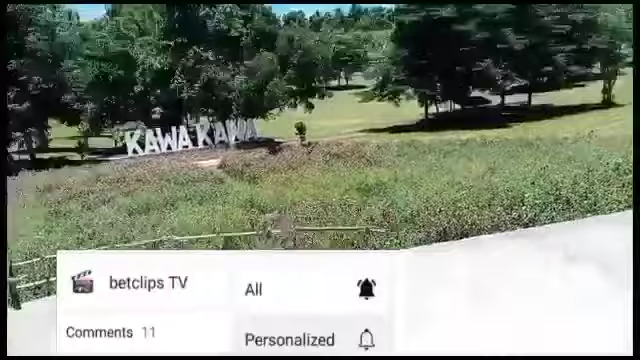 KAWA KAWA
betclips TV
All
Comments 11
Personalized